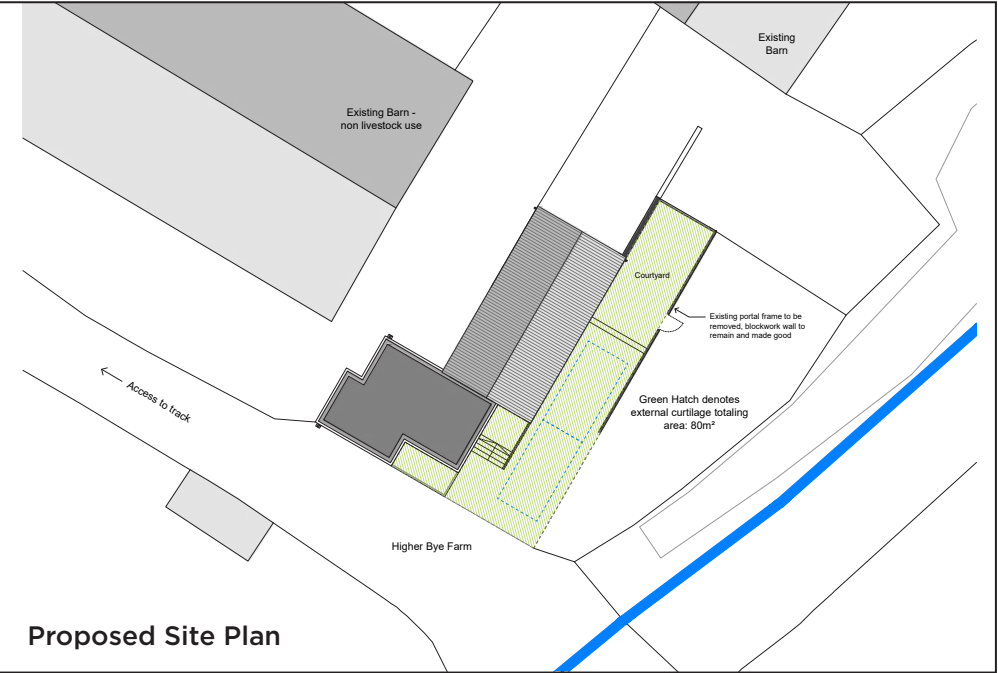 Existing
Barn
Existing Barn -
non livestock use
Courtyard
Existing portal frame to be
removed, blockwork wall to
remain and made good
Access to track
Green Hatch denotes
external curtilage totaling
area: 80m²
Higher Bye Farm
Proposed Site Plan